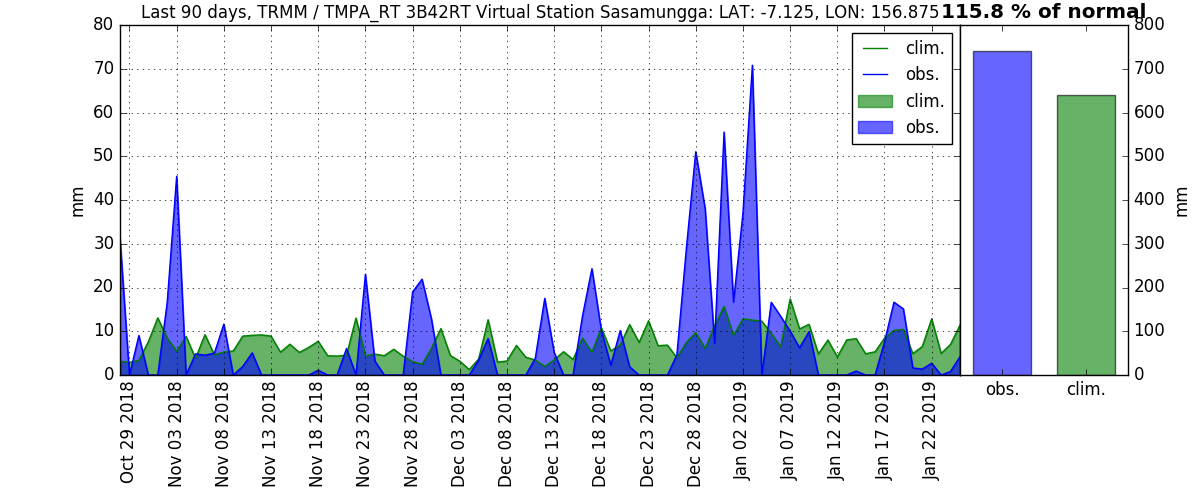 Last 90 days, TRMM / TMPA_RT 3B42RT Virtual Station Sasamungga: LAT: -7.125, LON: 156.875
115.8 % of normal
80
70
60
50
40
30
20
10
0
mm
clim.
obs.
clim.
obs.
800
700
600
500
400
300
200
100
0
mm
obs.
clim.
Oct 29 2018
Nov 03 2018
Nov 08 2018
Nov 13 2018
Nov 18 2018
Nov 23 2018
Nov 28 2018
Dec 03 2018
Dec 08 2018
Dec 13 2018
Dec 18 2018
Dec 23 2018
Dec 28 2018
Jan 02 2019
Jan 07 2019
Jan 12 2019
Jan 17 2019
Jan 22 2019